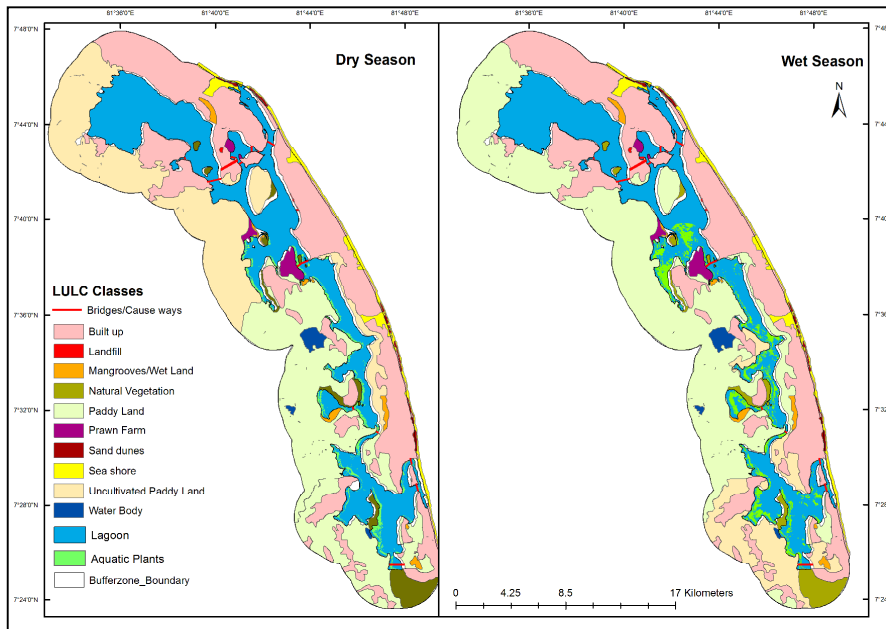 81°36'0"E
81°40'0"E
81°44'0"E
81°48'0"E
81°36'0"E
81°40'0"E
81°44'0"E
81°48'0"E
7°48'0"N
7°44'0"N
7°40'0"N
7°36'0"N
7°32'0"N
7°28'0"N
7°24'0"N
Dry Season
Wet Season
N
LULC Classes
Bridges/Cause ways
Built up
Landfill
Mangrooves/Wet Land
Natural Vegetation
Paddy Land
Prawn Farm
Sand dunes
Sea shore
Uncultivated Paddy Land
Water Body
Lagoon
Aquatic Plants
Bufferzone_Boundary
0 4.25 8.5 17 Kilometers